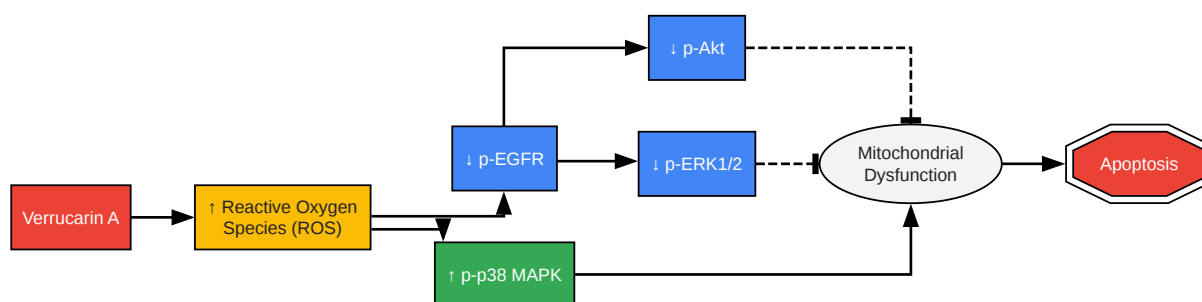 Verrucarin A
↑ Reactive Oxygen
Species (ROS)
↓ p-EGFR
↑ p-p38 MAPK
↓ p-Akt
↓ p-ERK1/2
Mitochondrial
Dysfunction
Apoptosis